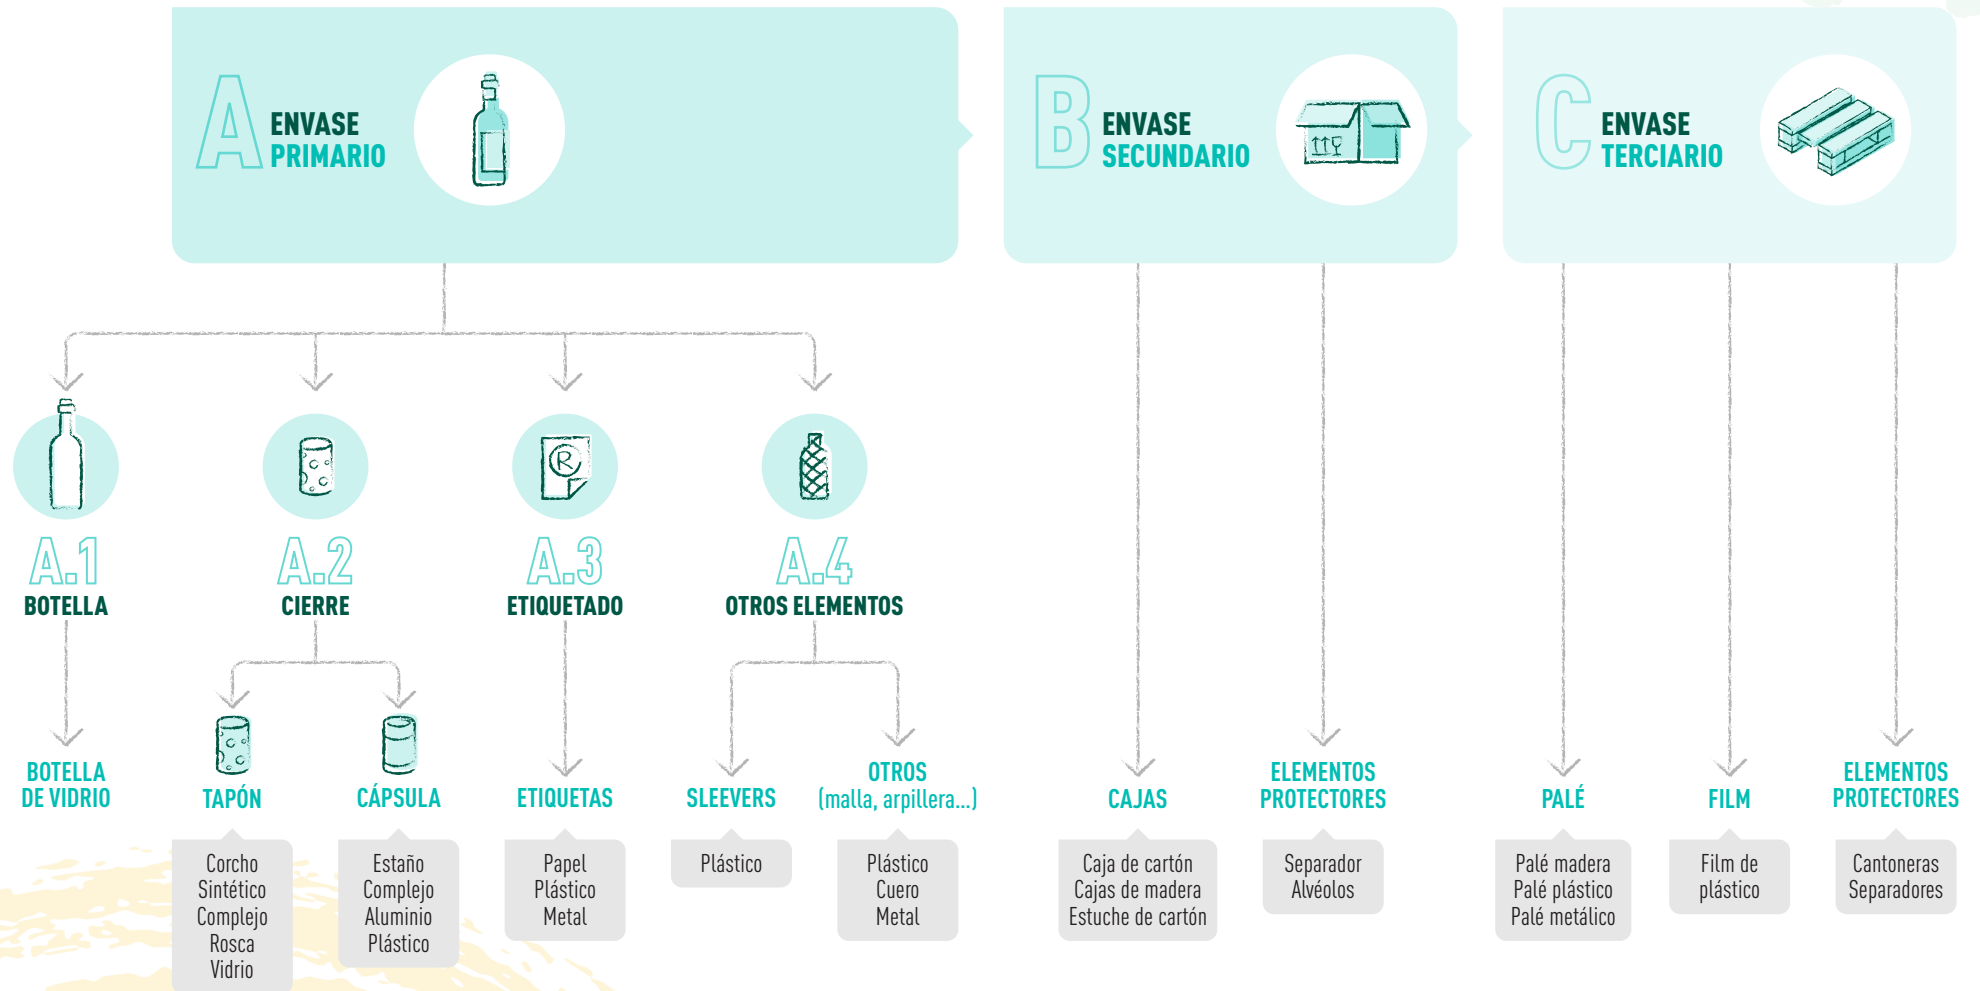 A
ENVASE
PRIMARIO
B
ENVASE
SECUNDARIO
C
ENVASE
TERCIARIO
R
A.1
BOTELLA
A.2
CIERRE
A.3
ETIQUETADO
A.4
OTROS ELEMENTOS
BOTELLA
DE VIDRIO
TAPÓN
Corcho
Sintético
Complejo
Rosca
Vidrio
CÁPSULA
Estaño
Complejo
Aluminio
Plástico
ETIQUETAS
Papel
Plástico
Metal
SLEEVERS
Plástico
OTROS
(malla, arpillera...)
Plástico
Cuero
Metal
CAJAS
Caja de cartón
Cajas de madera
Estuche de cartón
ELEMENTOS
PROTECTORES
Separador
Alvéolos
PALÉ
Palé madera
Palé plástico
Palé metálico
FILM
Film de
plástico
ELEMENTOS
PROTECTORES
Cantoneras
Separadores